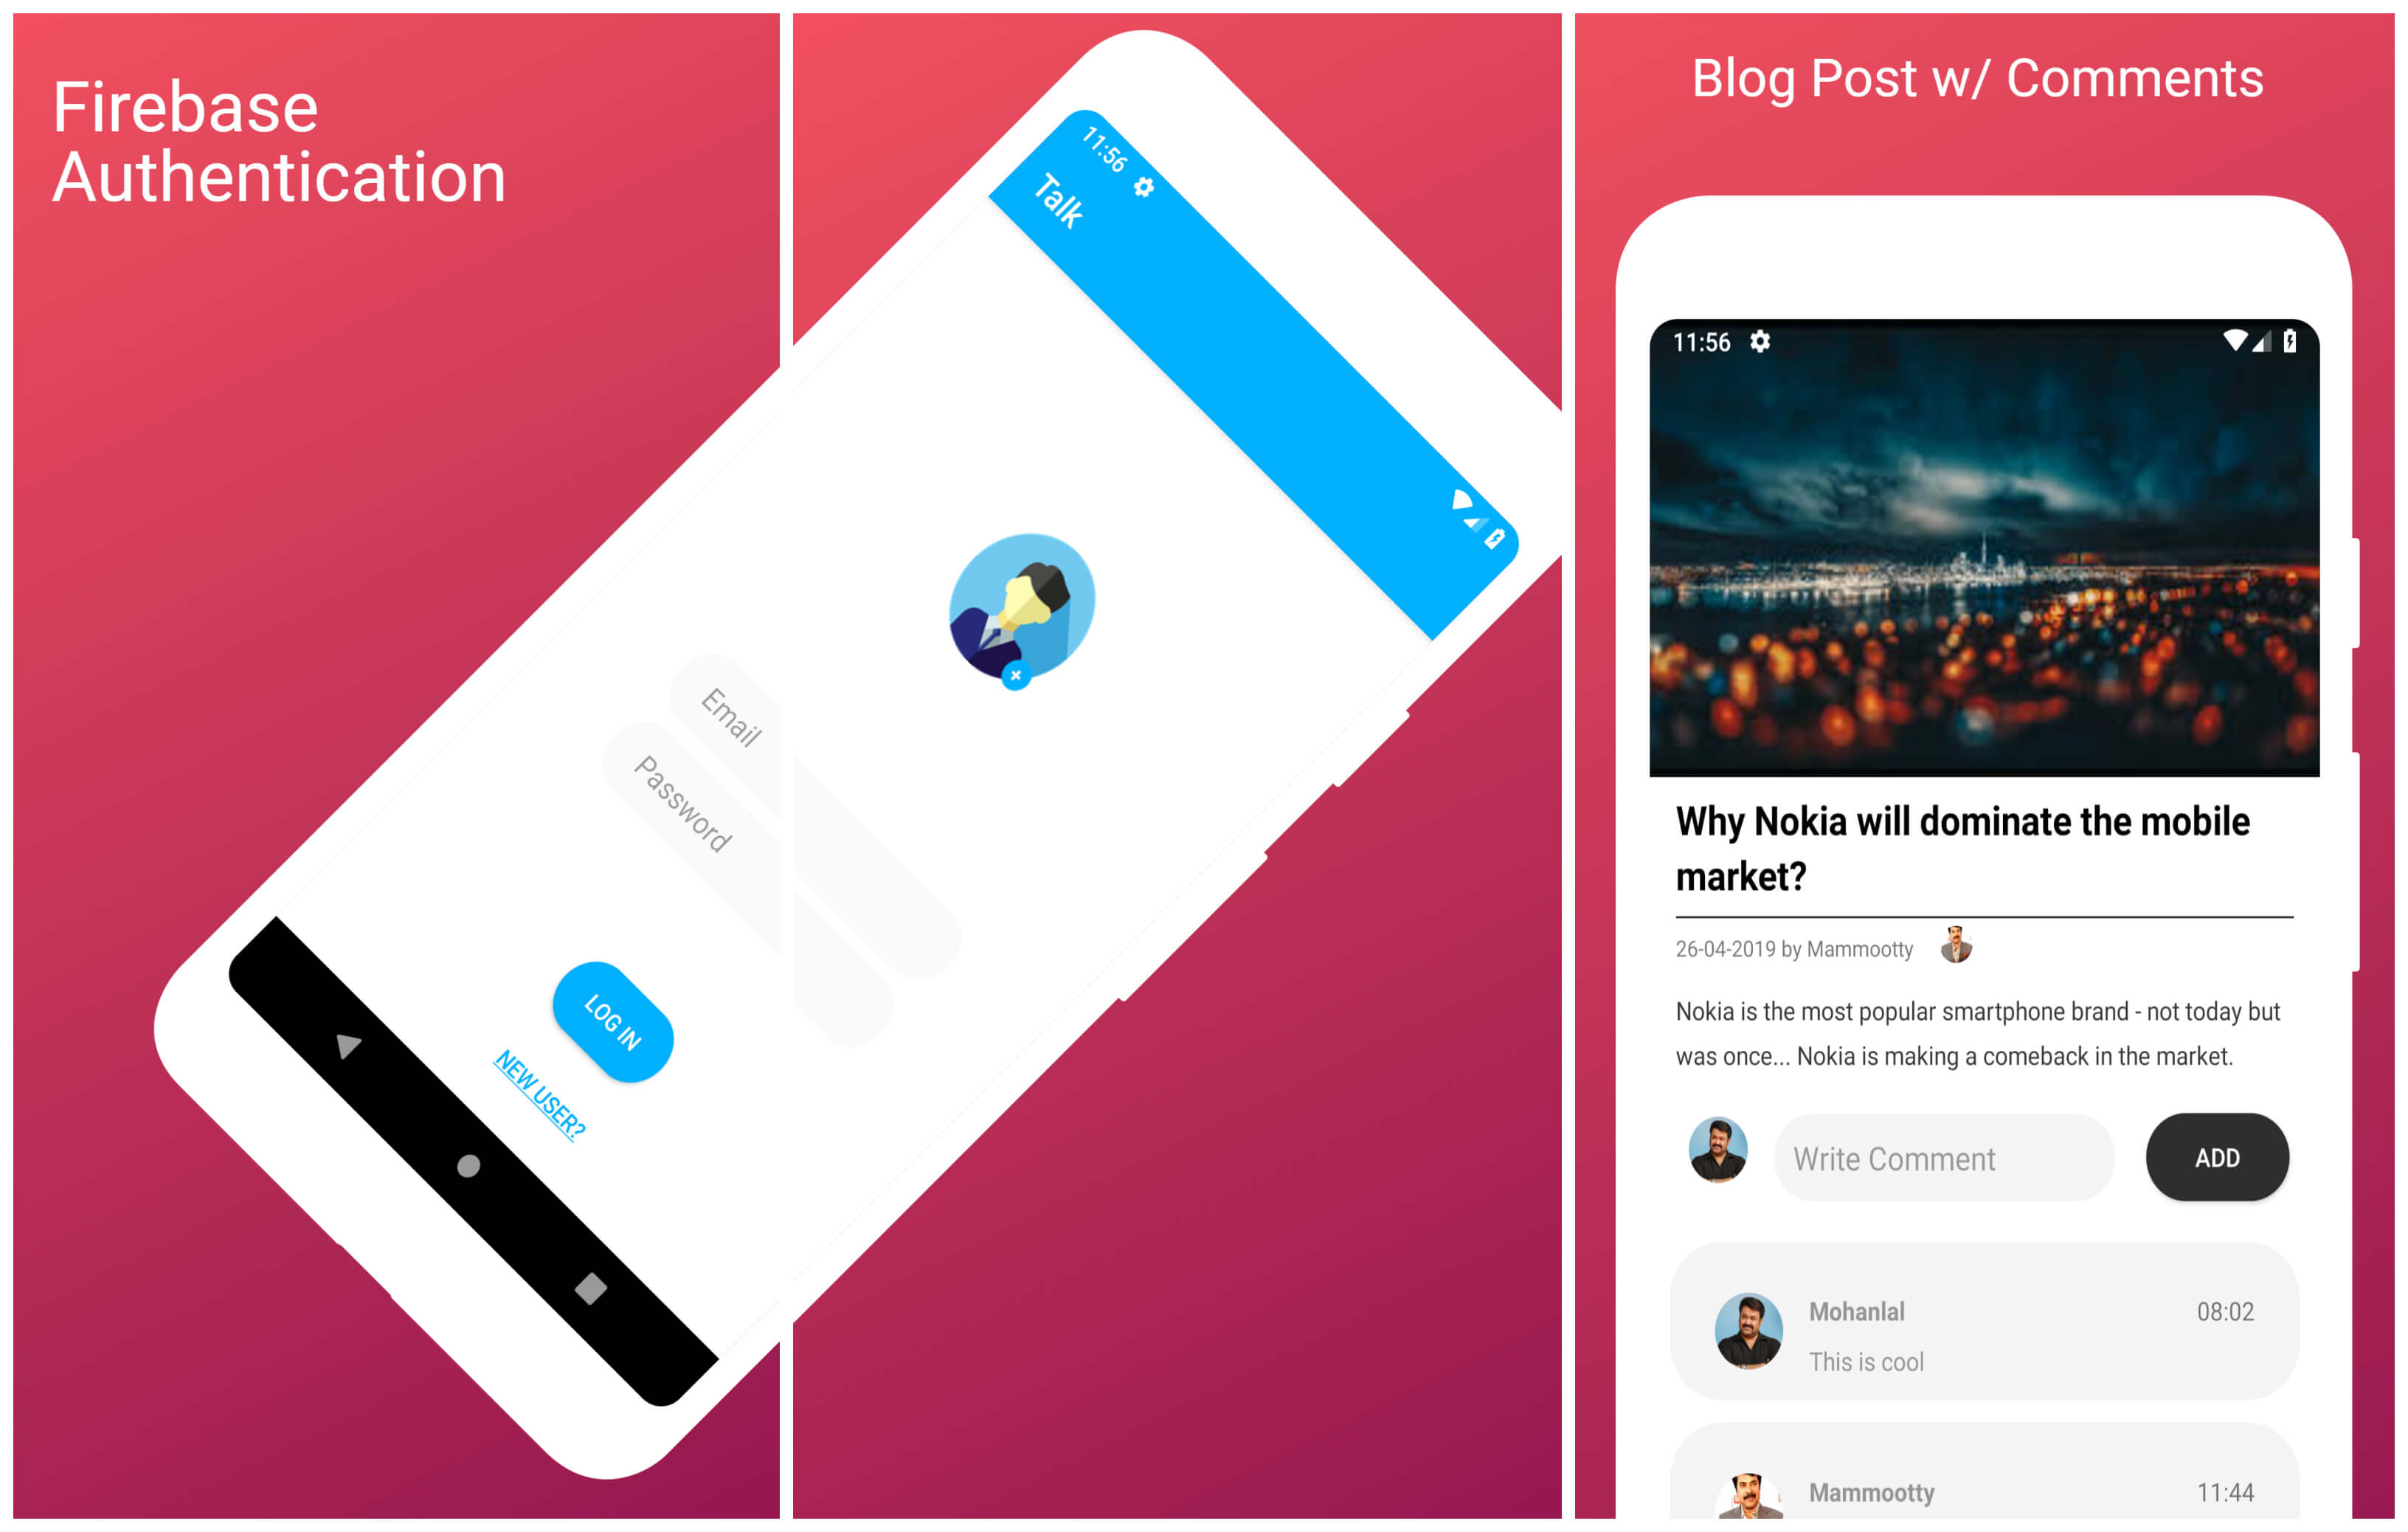 Firebase
Authentication
11:56
Talk
Email
Password
LOG IN
NEW USER?
Blog Post w/ Comments
11:56
Why Nokia will dominate the mobile
market?
26-04-2019 by Mammootty
Nokia is the most popular smartphone brand - not today but
was once... Nokia is making a comeback in the market.
Write Comment
ADD
Mohanlal 08:02
This is cool
Mammootty 11:44